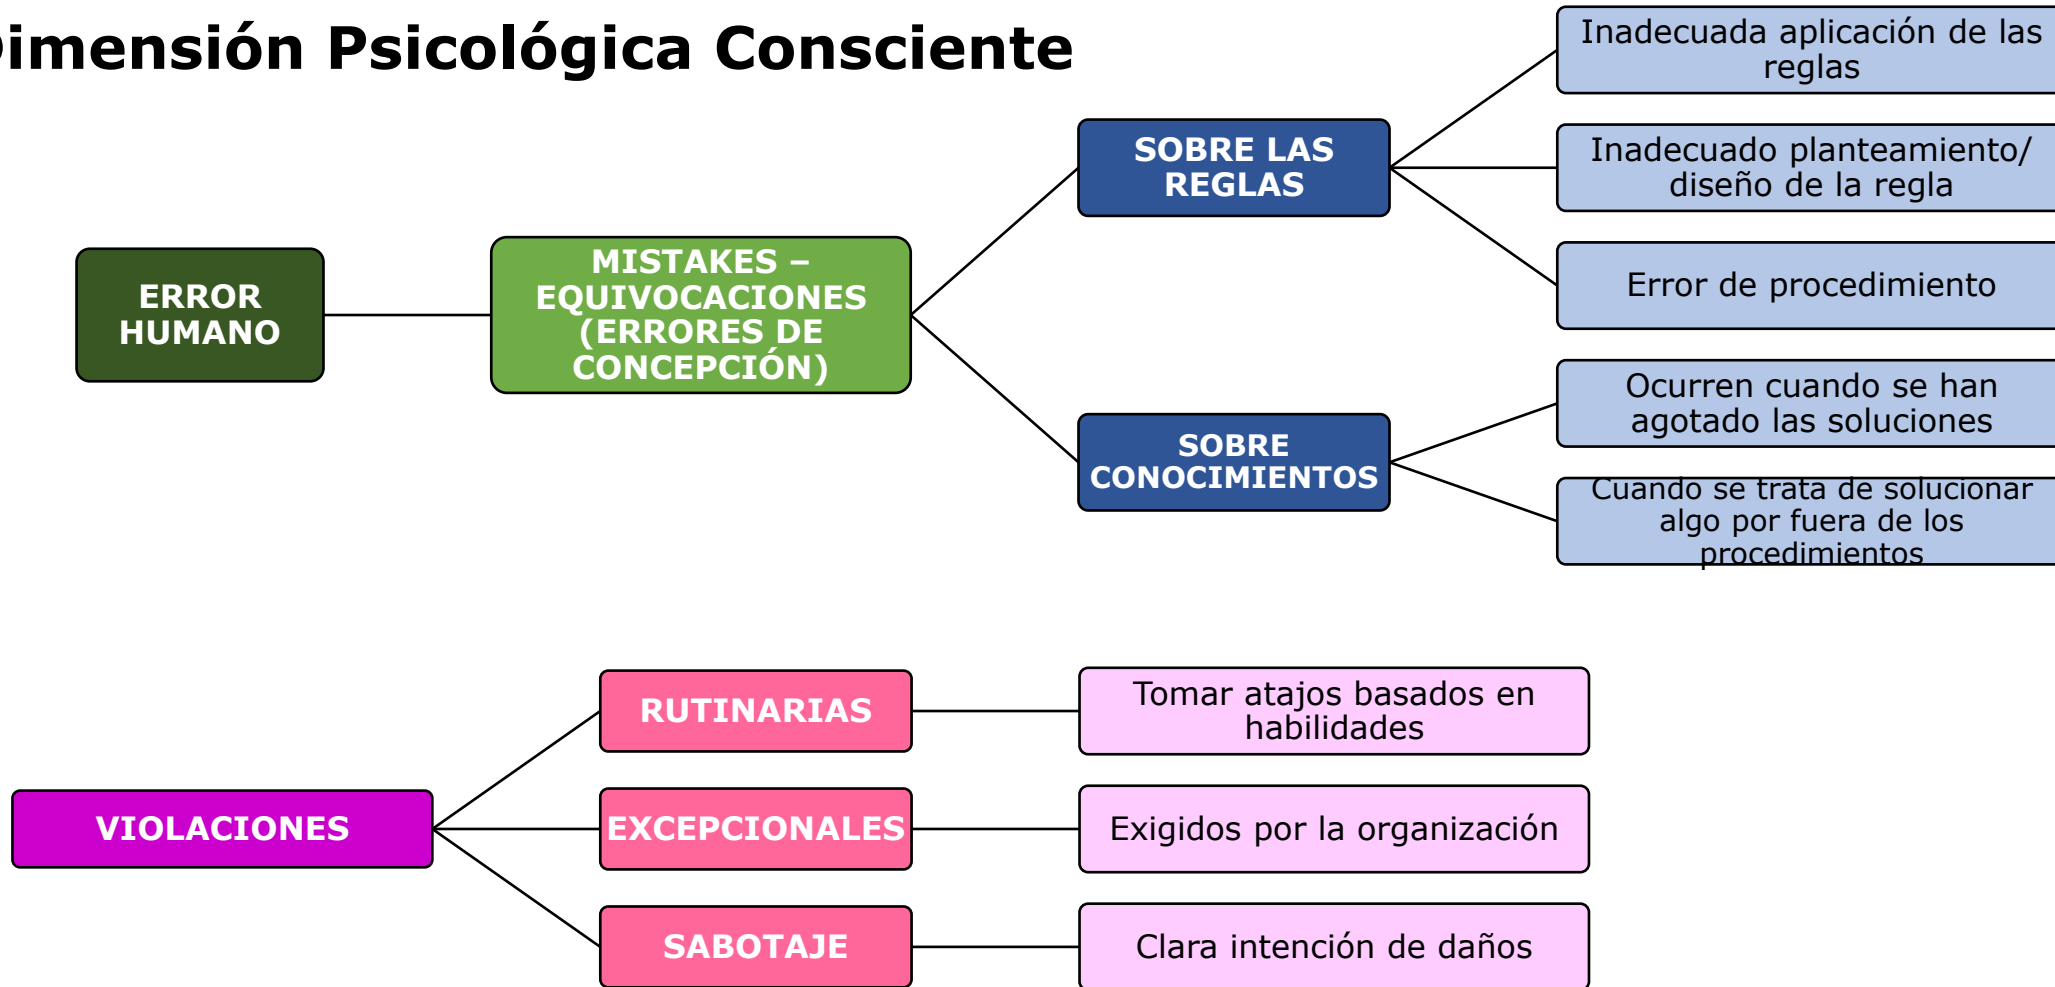 Dimensión Psicológica Consciente
Inadecuada aplicación de las
reglas
SOBRE LAS
REGLAS
Inadecuado planteamiento/
diseño de la regla
ERROR
HUMANO
MISTAKES –
EQUIVOCACIONES
(ERRORES DE
CONCEPCIÓN)
Error de procedimiento
Ocurren cuando se han
agotado las soluciones
SOBRE
CONOCIMIENTOS
Cuando se trata de solucionar
algo por fuera de los
procedimientos
RUTINARIAS
Tomar atajos basados en
habilidades
VIOLACIONES
EXCEPCIONALES
Exigidos por la organización
SABOTAJE
Clara intención de daños